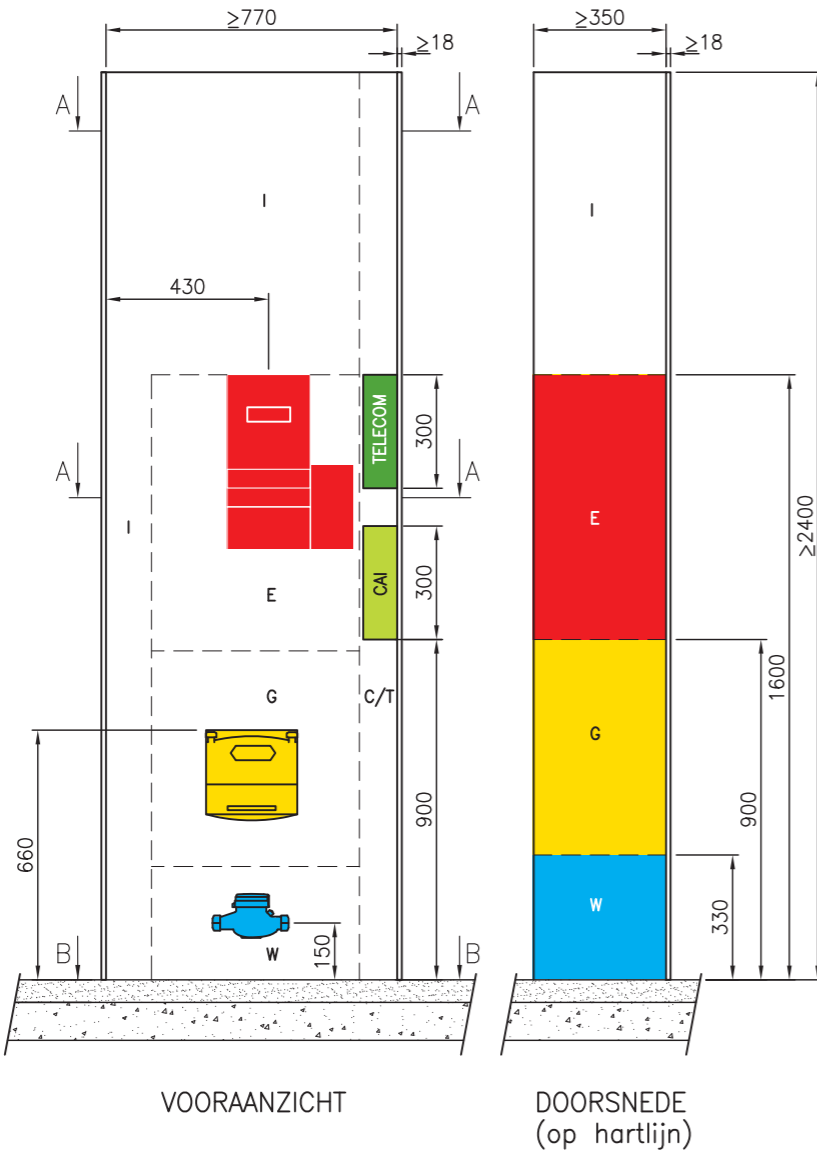 ≥770
≥18
≥350
≥18
A
A
I
I
430
TELECOM
300
A
A
≥2400
I
E
E
CAI
300
1600
G
C/T
G
660
900
900
W
330
150
B
W
B
VOORAANZICHT
DOORSNEDE
(op hartlijn)